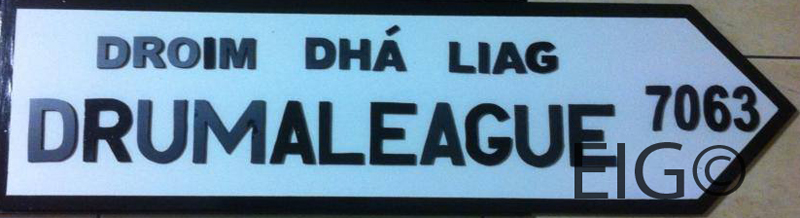 DROIM DHÁ LIAG
DRUMALEAGUE 7063
EIG©